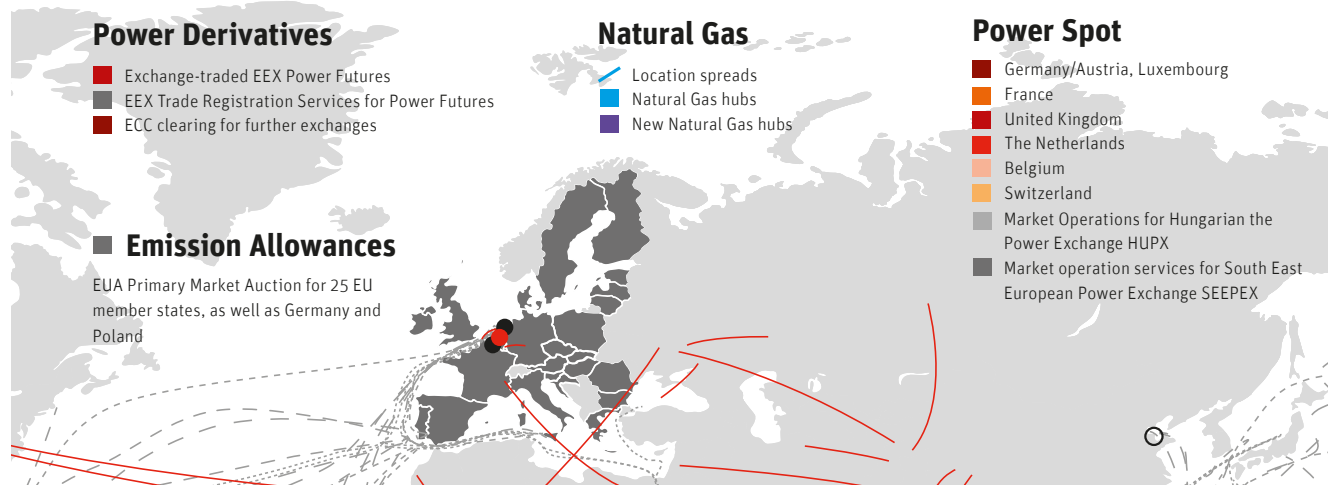 Power Derivatives
Exchange-traded EEX Power Futures
EEX Trade Registration Services for Power Futures
ECC clearing for further exchanges
Natural Gas
Location spreads
Natural Gas hubs
New Natural Gas hubs
Power Spot
Germany/Austria, Luxembourg
France
United Kingdom
The Netherlands
Belgium
Switzerland
Market Operations for Hungarian the
Power Exchange HUPX
Market operation services for South East
European Power Exchange SEEPEX
Emission Allowances
EUA Primary Market Auction for 25 EU
member states, as well as Germany and
Poland